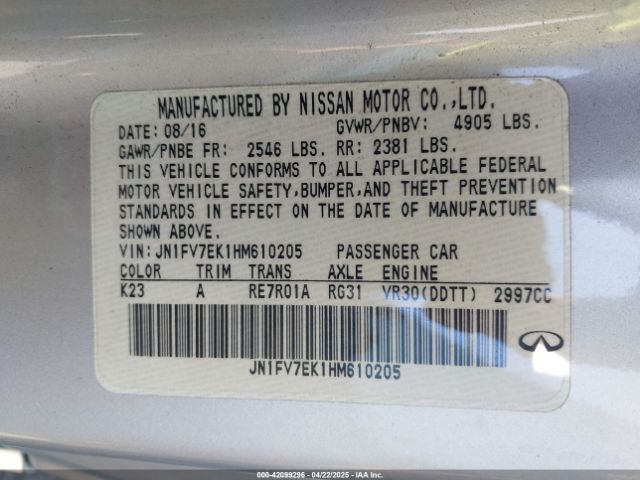 MANUFACTURED BY NISSAN MOTOR CO.,LTD.
DATE: 08/16 GVWR/PNBV: 4905 LBS.
GAWR/PNBE FR: 2546 LBS. RR: 2381 LBS.
THIS VEHICLE CONFORMS TO ALL APPLICABLE FEDERAL
MOTOR VEHICLE SAFETY,BUMPER,AND THEFT PREVENTION
STANDARDS IN EFFECT ON THE DATE OF MANUFACTURE
SHOWN ABOVE.
VIN:JN1FV7EK1HM610205 PASSENGER CAR
COLOR TRIM TRANS AXLE ENGINE
K23 A RE7R01A RG31 VR30(DDTT) 2997CC
JN1FV7EK1HM610205
000-42099296 - 04/22/2025 - IAA Inc.